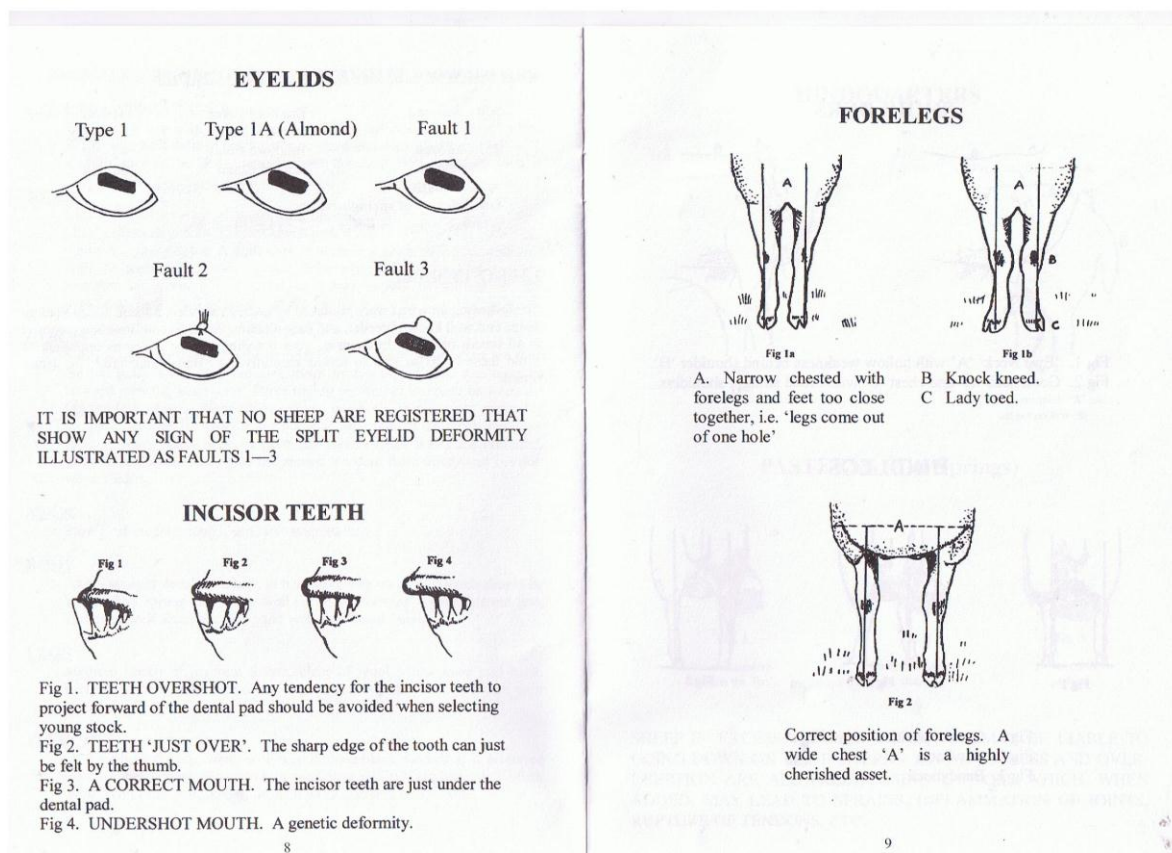 EYELIDS
Type 1
Type 1A (Almond)
Fault 1
Fault 2
Fault 3
IT IS IMPORTANT THAT NO SHEEP ARE REGISTERED THAT
SHOW ANY SIGN OF THE SPLIT EYELID DEFORMITY
ILLUSTRATED AS FAULTS 1—3
INCISOR TEETH
Fig 1
Fig 2
Fig 3
Fig 4
Fig 1. TEETH OVERSHOT. Any tendency for the incisor teeth to
project forward of the dental pad should be avoided when selecting
young stock.
Fig 2. TEETH 'JUST OVER'. The sharp edge of the tooth can just
be felt by the thumb.
Fig 3. A CORRECT MOUTH. The incisor teeth are just under the
dental pad.
Fig 4. UNDERSHOT MOUTH. A genetic deformity.
8
FORELEGS
A
A
B
C
Fig 1a
Fig 1b
A. Narrow chested with
forelegs and feet too close
together, i.e. 'legs come out
of one hole'
B Knock kneed.
C Lady toed.
A
Fig 2
Correct position of forelegs. A
wide chest 'A' is a highly
cherished asset.
9